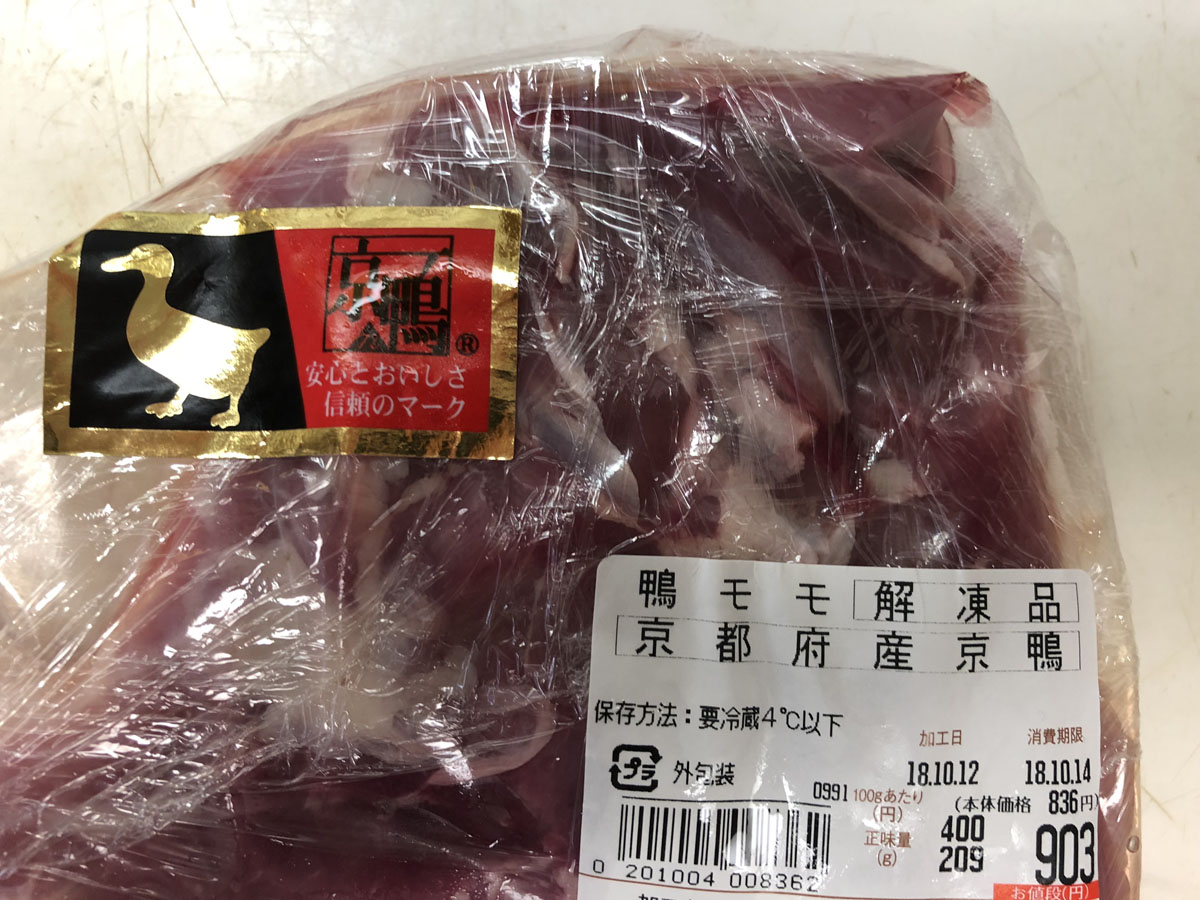 京鴨
®
安心とおいしさ
信頼のマーク
鴨モモ 解凍品
京都府産京鴨
保存方法：要冷蔵4℃以下
プラ 外包装
加工日 消費期限
18.10.12 18.10.14
0991 100gあたり(円) 400
(本体価格 836円)
正味量(g) 209
903
お値段(円)
0 201004 008362